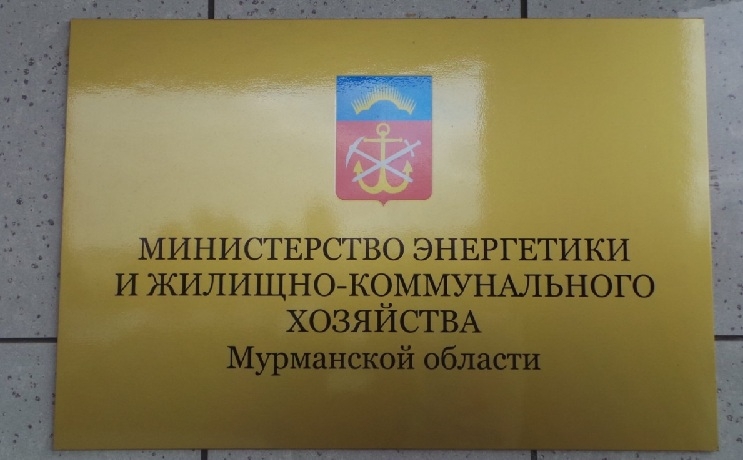 МИНИСТЕРСТВО ЭНЕРГЕТИКИ
И ЖИЛИЩНО-КОММУНАЛЬНОГО
ХОЗЯЙСТВА
Мурманской области